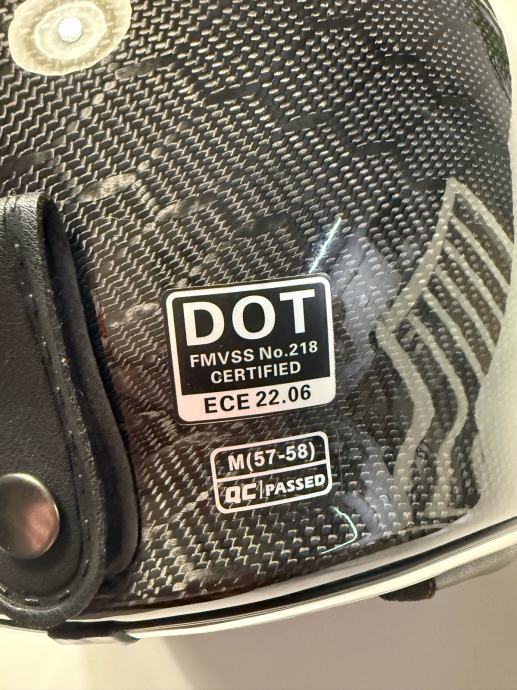 DOT
FMVSS No.218
CERTIFIED
ECE 22.06
M(57-58)
QC PASSED